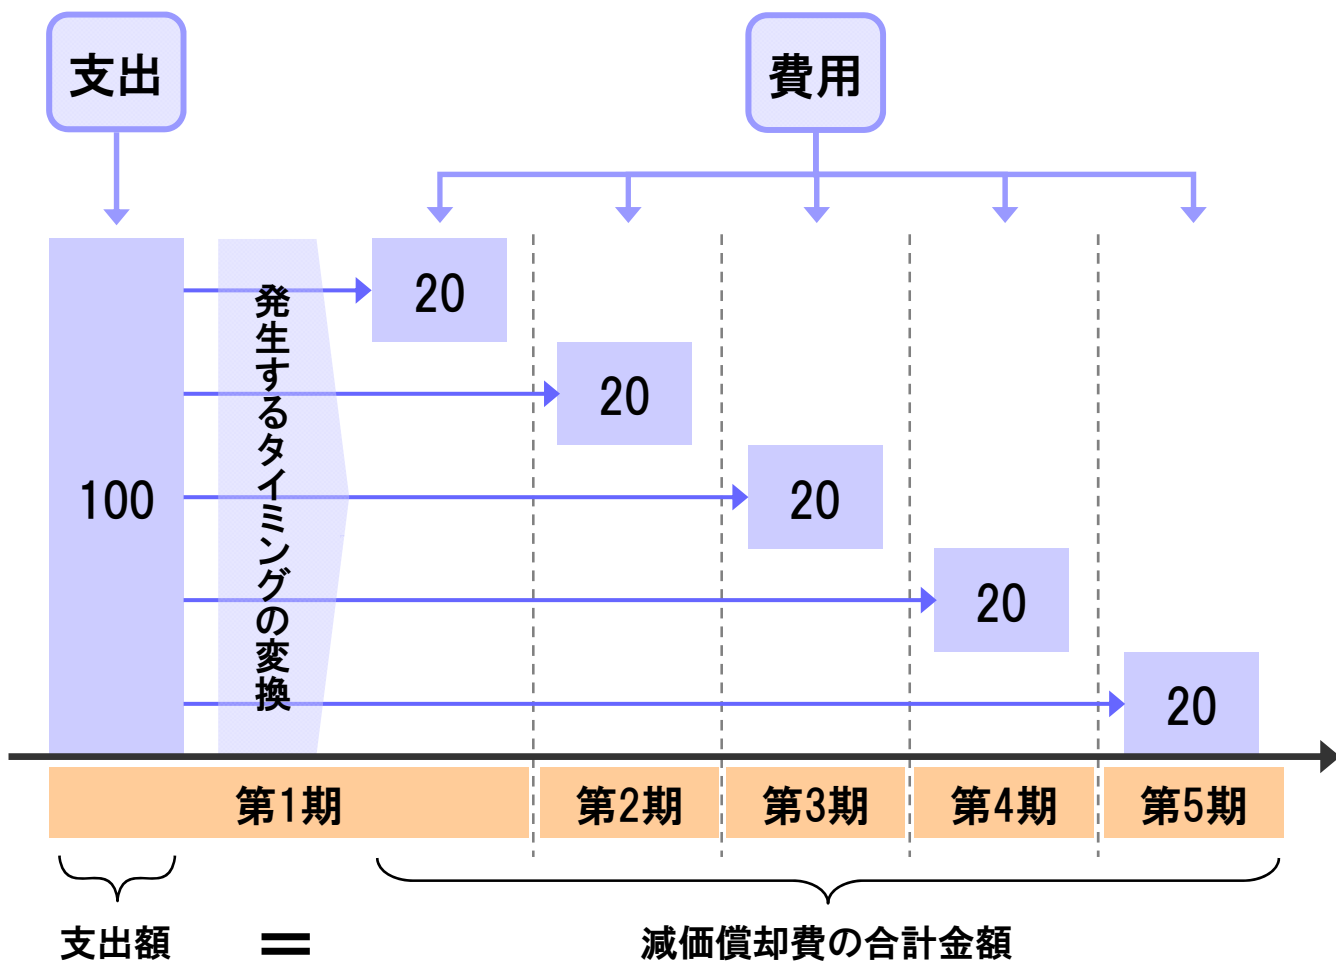 支出
費用
100
発生するタイミングの変換
20
20
20
20
20
第1期
第2期
第3期
第4期
第5期
支出額
=
減価償却費の合計金額